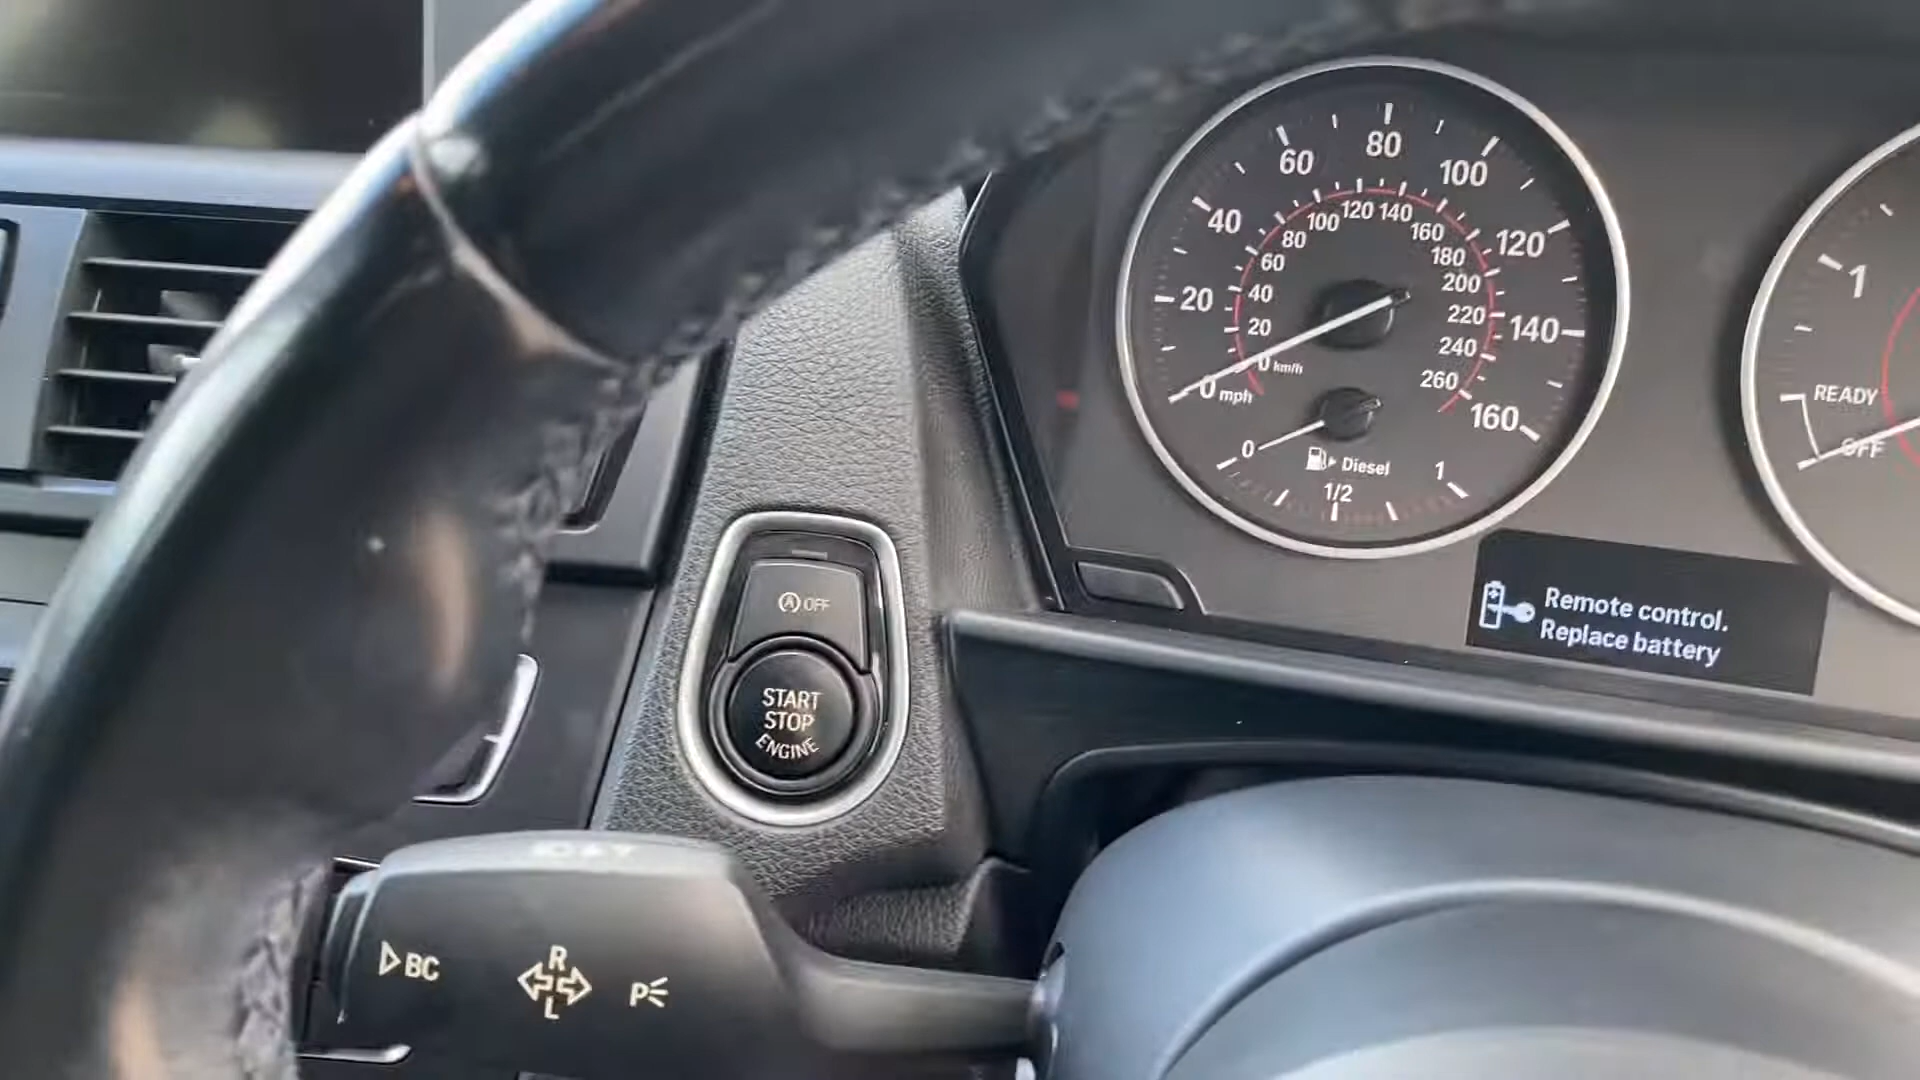 20
40
60
80
100
120
140
160
0 mph
0 km/h
20
40
60
80
100
120
140
160
180
200
220
240
260
0
1/2
1
Diesel
1
READY
OFF
Remote control.
Replace battery
A OFF
START
STOP
ENGINE
BC
R
L
P